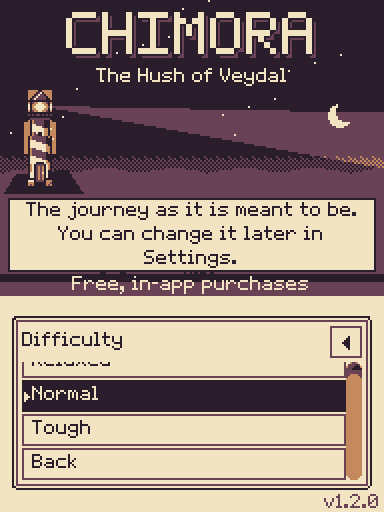 CHIMORA
The Hush of Veydal
The journey as it is meant to be.
You can change it later in
Settings.
Free, in-app purchases
Difficulty
Normal
Tough
Back
v1.2.0